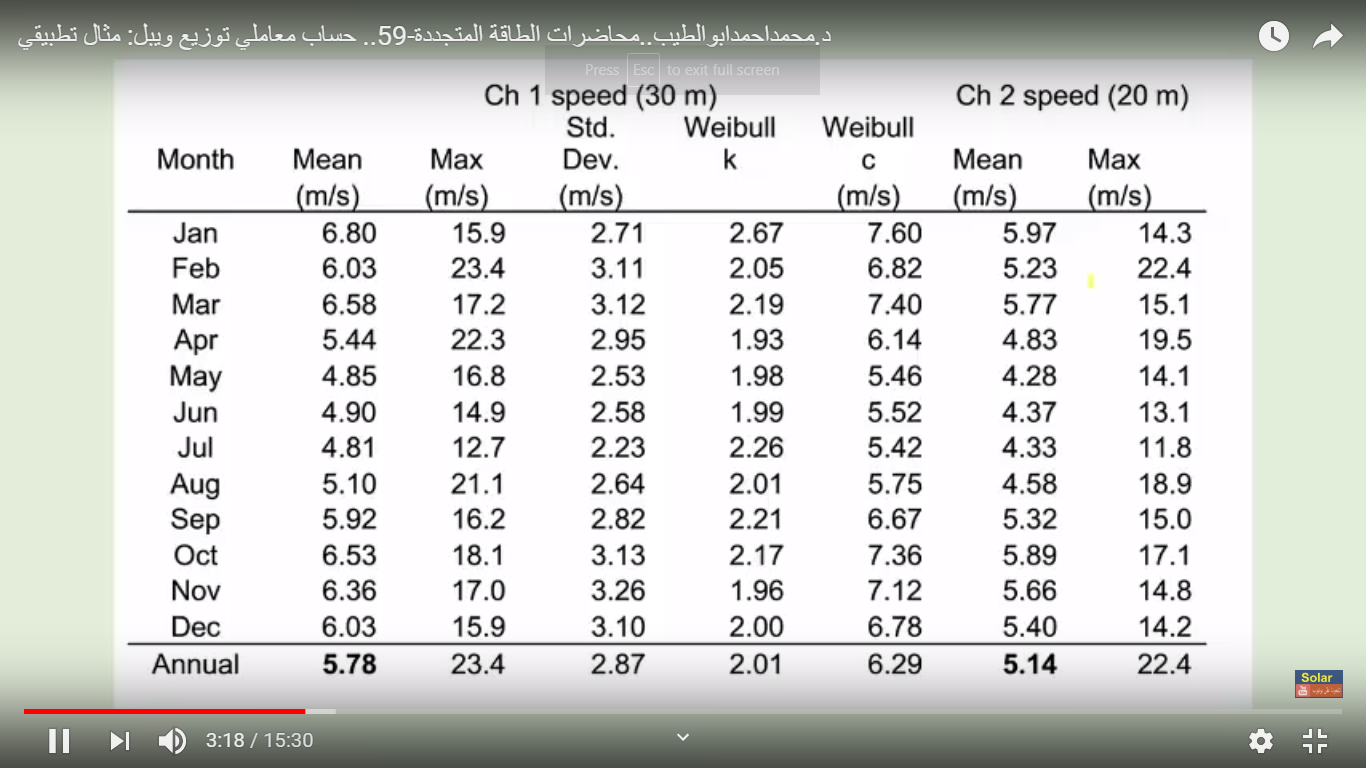 د.محمداحمدابوالطيب..محاضرات الطاقة المتجددة-59.. حساب معاملي توزيع ويبل: مثال تطبيقي
Press Esc to exit full screen
Ch 1 speed (30 m) Ch 2 speed (20 m)
Std. Weibull Weibull
Month Mean Max Dev. k c Mean Max
(m/s) (m/s) (m/s) (m/s) (m/s) (m/s)
Jan 6.80 15.9 2.71 2.67 7.60 5.97 14.3
Feb 6.03 23.4 3.11 2.05 6.82 5.23 22.4
Mar 6.58 17.2 3.12 2.19 7.40 5.77 15.1
Apr 5.44 22.3 2.95 1.93 6.14 4.83 19.5
May 4.85 16.8 2.53 1.98 5.46 4.28 14.1
Jun 4.90 14.9 2.58 1.99 5.52 4.37 13.1
Jul 4.81 12.7 2.23 2.26 5.42 4.33 11.8
Aug 5.10 21.1 2.64 2.01 5.75 4.58 18.9
Sep 5.92 16.2 2.82 2.21 6.67 5.32 15.0
Oct 6.53 18.1 3.13 2.17 7.36 5.89 17.1
Nov 6.36 17.0 3.26 1.96 7.12 5.66 14.8
Dec 6.03 15.9 3.10 2.00 6.78 5.40 14.2
Annual 5.78 23.4 2.87 2.01 6.29 5.14 22.4
Solar
3:18 / 15:30